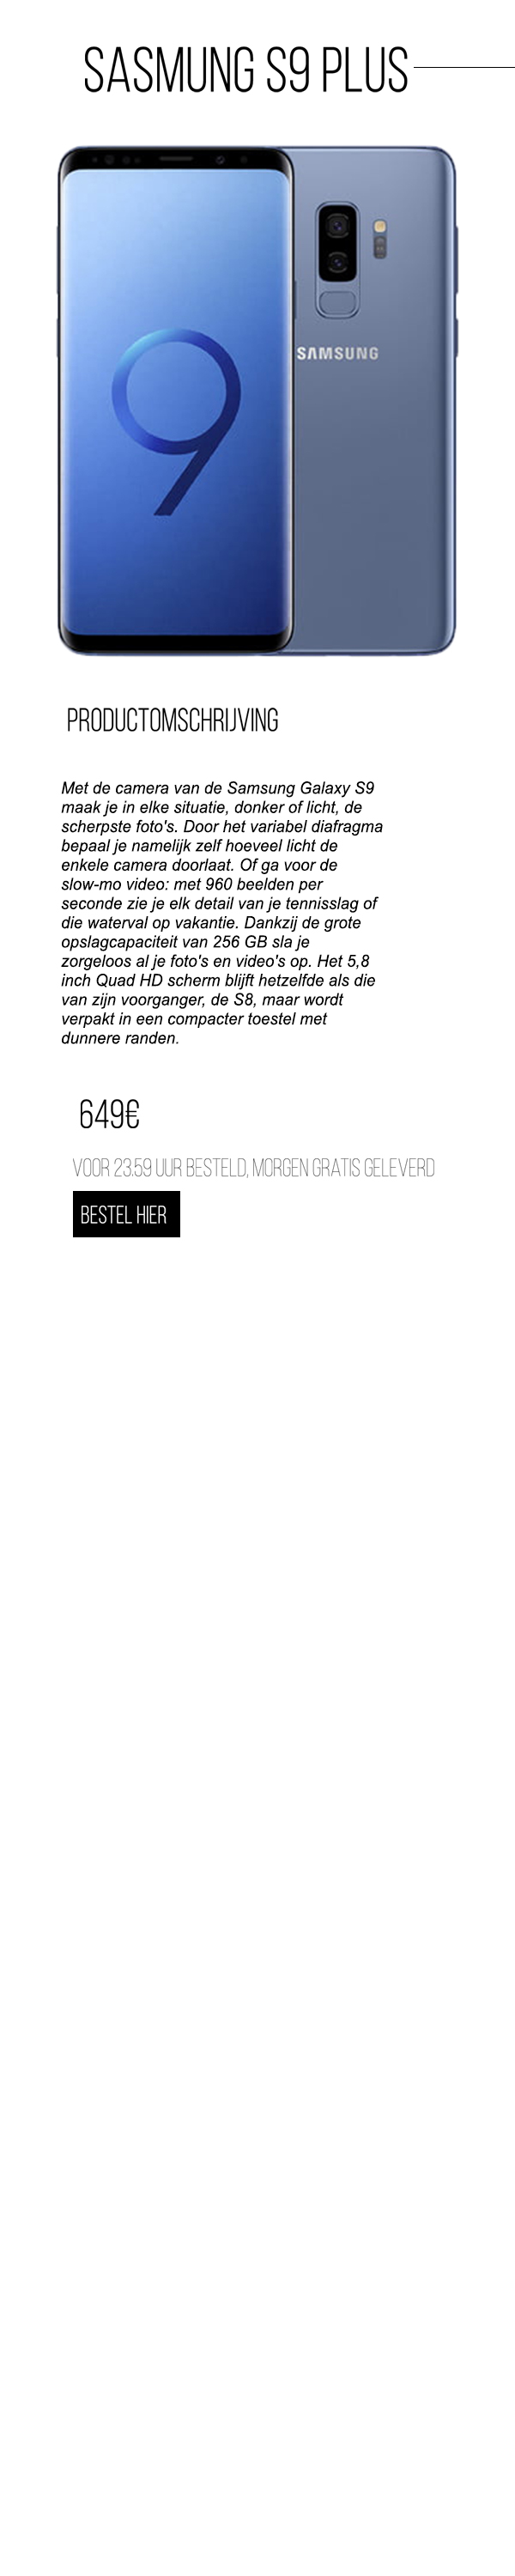 SASMUNG S9 PLUS
9
SAMSUNG
PRODUCTOMSCHRIJVING
Met de camera van de Samsung Galaxy S9
maak je in elke situatie, donker of licht, de
scherpste foto's. Door het variabel diafragma
bepaal je namelijk zelf hoeveel licht de
enkele camera doorlaat. Of ga voor de
slow-mo video: met 960 beelden per
seconde zie je elk detail van je tennisslag of
die waterval op vakantie. Dankzij de grote
opslagcapaciteit van 256 GB sla je
zorgeloos al je foto's en video's op. Het 5,8
inch Quad HD scherm blijft hetzelfde als die
van zijn voorganger, de S8, maar wordt
verpakt in een compacter toestel met
dunnere randen.
649€
VOOR 23.59 UUR BESTELD, MORGEN GRATIS GELEVERD
BESTEL HIER